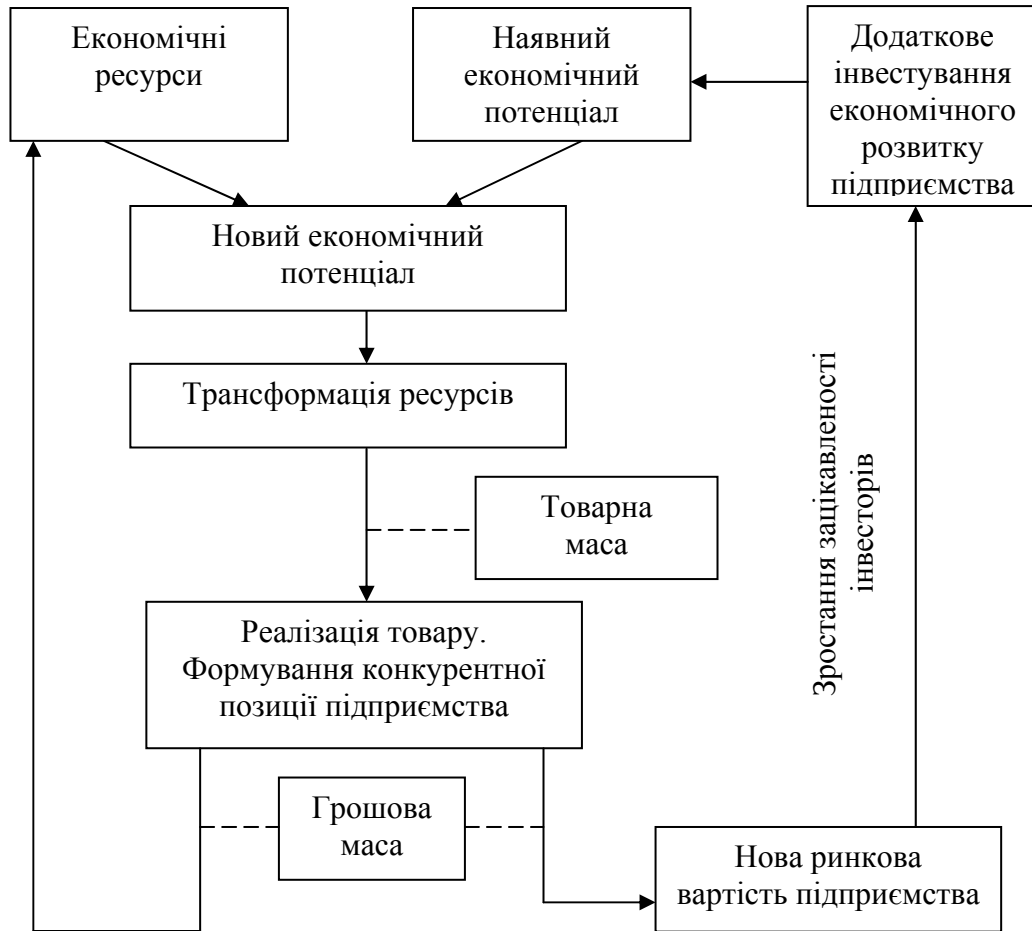 Економічні
ресурси
Наявний
економічний
потенціал
Додаткове
інвестування
економічного
розвитку
підприємства
Новий економічний
потенціал
Трансформація ресурсів
Товарна
маса
Зростання зацікавленості
інвесторів
Реалізація товару.
Формування конкурентної
позиції підприємства
Грошова
маса
Нова ринкова
вартість підприємства